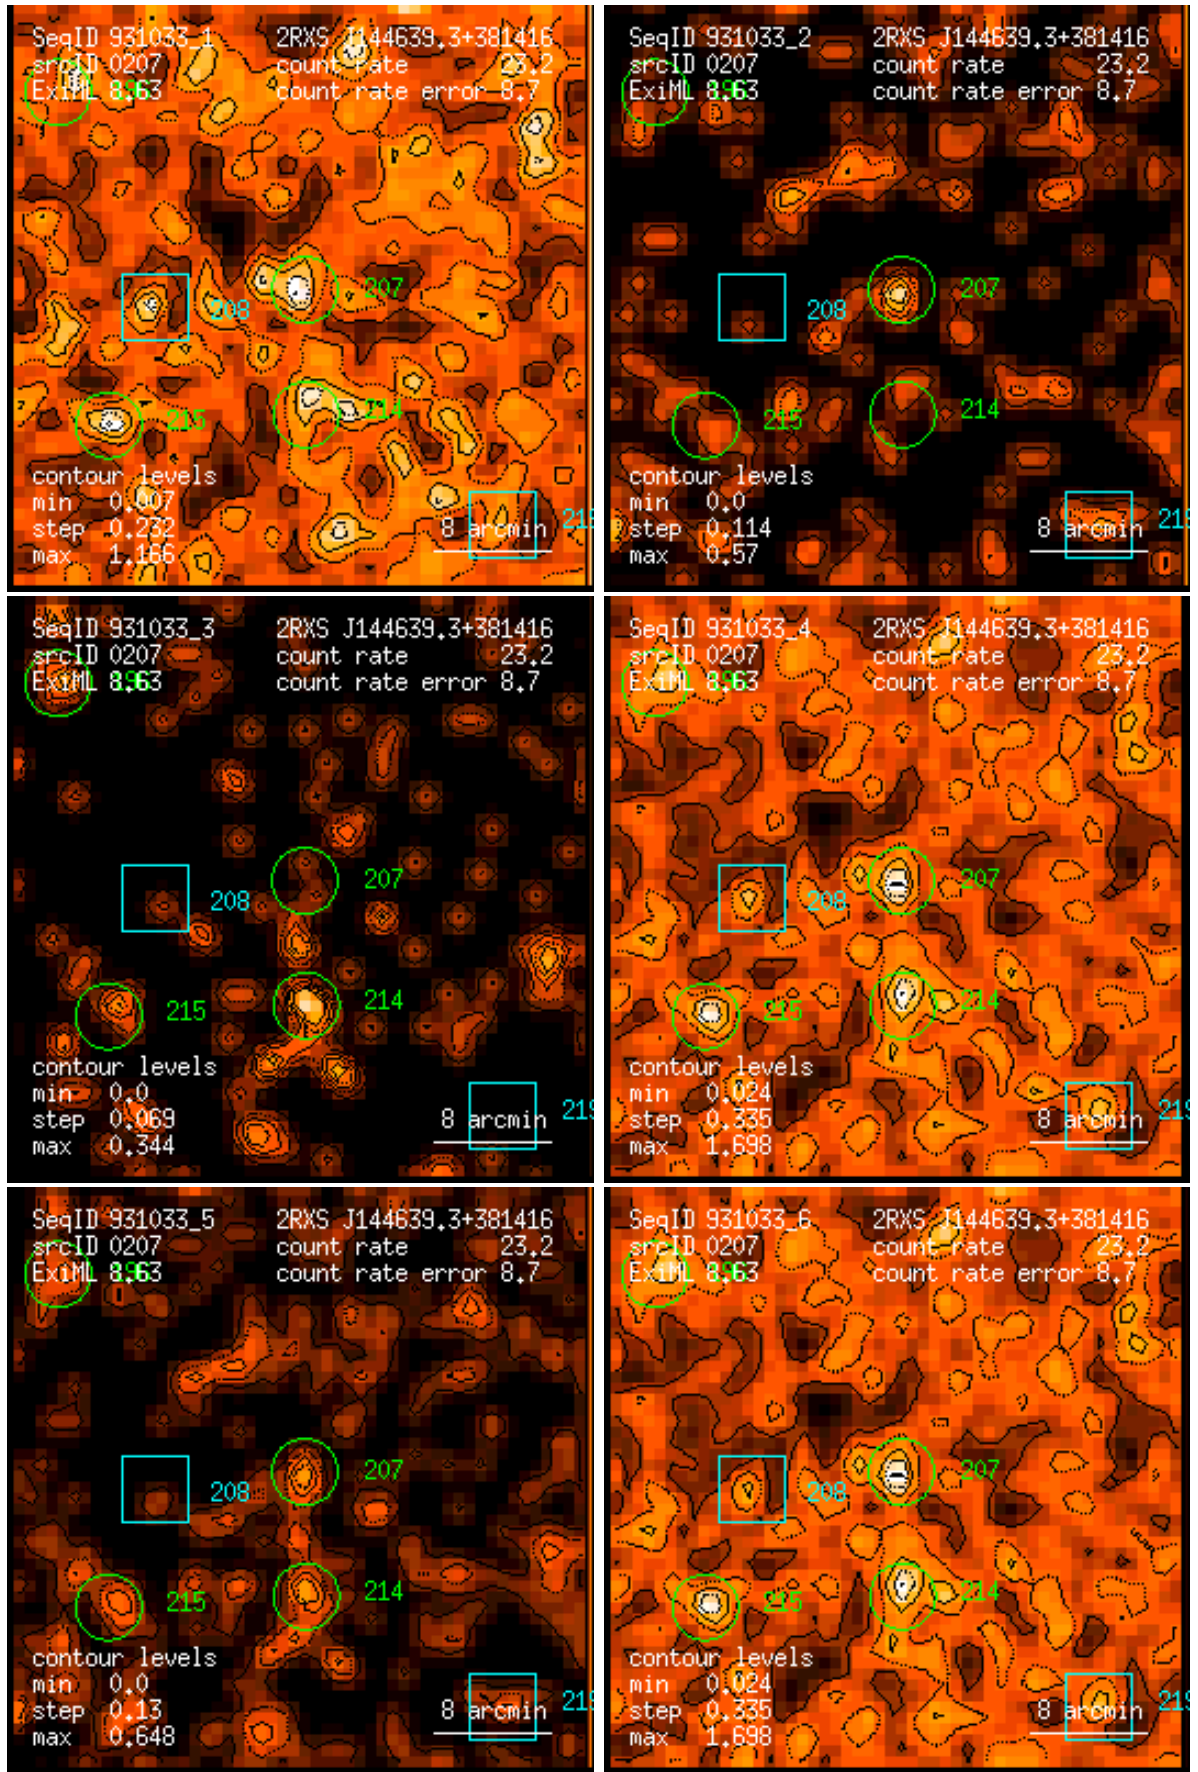 SeqID 931033_1 2RXS J144639.3+381416
srcID 0207 count rate 23.2
ExiML 8.63 count rate error 8.7
207
208
214
215
contour levels
min 0.007
step 0.232
max 1.166
8 arcmin
SeqID 931033_2 2RXS J144639.3+381416
srcID 0207 count rate 23.2
ExiML 8.63 count rate error 8.7
207
208
214
215
contour levels
min 0.0
step 0.114
max 0.57
8 arcmin
SeqID 931033_3 2RXS J144639.3+381416
srcID 0207 count rate 23.2
ExiML 8.63 count rate error 8.7
207
208
214
215
contour levels
min 0.0
step 0.069
max 0.344
8 arcmin
219
SeqID 931033_4 2RXS J144639.3+381416
srcID 0207 count rate 23.2
ExiML 8.63 count rate error 8.7
207
208
214
215
contour levels
min 0.024
step 0.335
max 1.698
8 arcmin
SeqID 931033_5 2RXS J144639.3+381416
srcID 0207 count rate 23.2
ExiML 8.63 count rate error 8.7
207
208
214
215
contour levels
min 0.0
step 0.13
max 0.648
8 arcmin
SeqID 931033_6 2RXS J144639.3+381416
srcID 0207 count rate 23.2
ExiML 8.63 count rate error 8.7
207
208
214
215
contour levels
min 0.024
step 0.335
max 1.698
8 arcmin